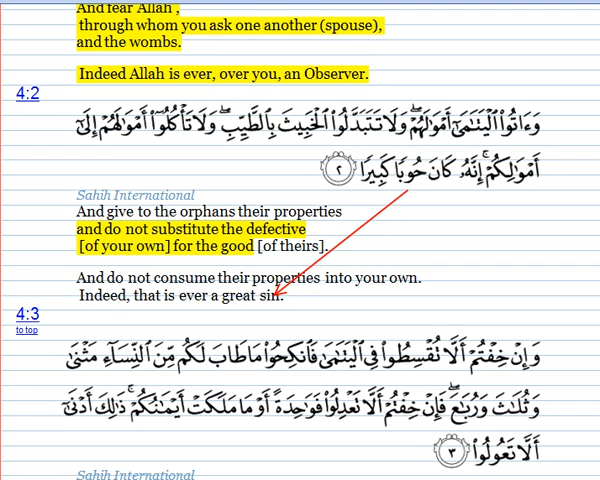 And fear Allah ,
through whom you ask one another (spouse),
and the wombs.
Indeed Allah is ever, over you, an Observer.
4:2
وَءَاتُوا۟ ٱلْيَتَـٰمَىٰٓ أَمْوَٰلَهُمْ ۖ وَلَا تَتَبَدَّلُوا۟ ٱلْخَبِيثَ بِٱلطَّيِّبِ ۖ وَلَا تَأْكُلُوٓا۟ أَمْوَٰلَهُمْ إِلَىٰٓ
أَمْوَٰلِكُمْ ۚ إِنَّهُۥ كَانَ حُوبًا كَبِيرًا ٢
Sahih International
And give to the orphans their properties
and do not substitute the defective
[of your own] for the good [of theirs].
And do not consume their properties into your own.
Indeed, that is ever a great sin.
4:3
to top
وَإِنْ خِفْتُمْ أَلَّا تُقْسِطُوا۟ فِى ٱلْيَتَـٰمَىٰ فَٱنكِحُوا۟ مَا طَابَ لَكُم مِّنَ ٱلنِّسَآءِ مَثْنَىٰ
وَثُلَـٰثَ وَرُبَـٰعَ ۖ فَإِنْ خِفْتُمْ أَلَّا تَعْدِلُوا۟ فَوَٰحِدَةً أَوْ مَا مَلَكَتْ أَيْمَـٰنُكُمْ ۚ ذَٰلِكَ أَدْنَىٰٓ
أَلَّا تَعُولُوا۟ ٣
Sahih International